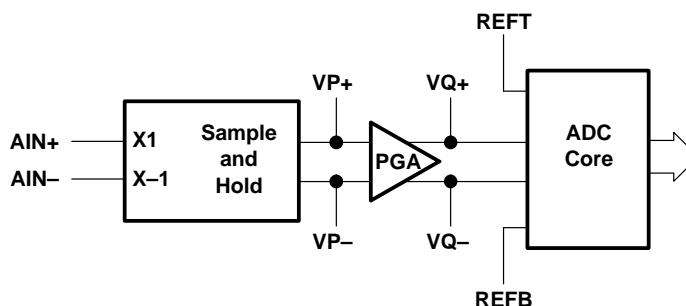 REFT
VP+
VQ+
AIN+
X1
Sample
and
Hold
PGA
ADC
Core
AIN–
X–1
VP–
VQ–
REFB